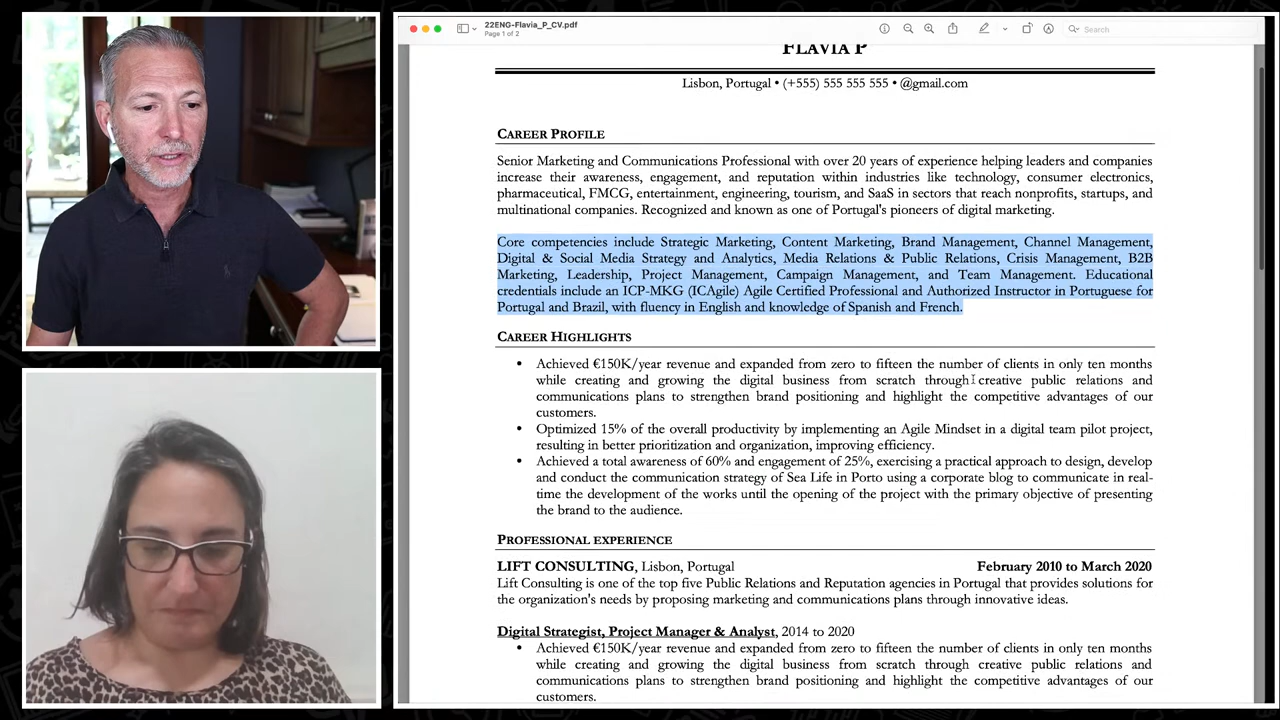 22ENG-Flavia_P_CV.pdf
Page 1 of 2
Search
FLAVIA P
Lisbon, Portugal • (+555) 555 555 555 • @gmail.com
CAREER PROFILE
Senior Marketing and Communications Professional with over 20 years of experience helping leaders and companies
increase their awareness, engagement, and reputation within industries like technology, consumer electronics,
pharmaceutical, FMCG, entertainment, engineering, tourism, and SaaS in sectors that reach nonprofits, startups, and
multinational companies. Recognized and known as one of Portugal's pioneers of digital marketing.
Core competencies include Strategic Marketing, Content Marketing, Brand Management, Channel Management,
Digital & Social Media Strategy and Analytics, Media Relations & Public Relations, Crisis Management, B2B
Marketing, Leadership, Project Management, Campaign Management, and Team Management. Educational
credentials include an ICP-MKG (ICAgile) Agile Certified Professional and Authorized Instructor in Portuguese for
Portugal and Brazil, with fluency in English and knowledge of Spanish and French.
CAREER HIGHLIGHTS
• Achieved €150K/year revenue and expanded from zero to fifteen the number of clients in only ten months
while creating and growing the digital business from scratch through creative public relations and
communications plans to strengthen brand positioning and highlight the competitive advantages of our
customers.
• Optimized 15% of the overall productivity by implementing an Agile Mindset in a digital team pilot project,
resulting in better prioritization and organization, improving efficiency.
• Achieved a total awareness of 60% and engagement of 25%, exercising a practical approach to design, develop
and conduct the communication strategy of Sea Life in Porto using a corporate blog to communicate in real-
time the development of the works until the opening of the project with the primary objective of presenting
the brand to the audience.
PROFESSIONAL EXPERIENCE
LIFT CONSULTING, Lisbon, Portugal February 2010 to March 2020
Lift Consulting is one of the top five Public Relations and Reputation agencies in Portugal that provides solutions for
the organization's needs by proposing marketing and communications plans through innovative ideas.
Digital Strategist, Project Manager & Analyst, 2014 to 2020
• Achieved €150K/year revenue and expanded from zero to fifteen the number of clients in only ten months
while creating and growing the digital business from scratch through creative public relations and
communications plans to strengthen brand positioning and highlight the competitive advantages of our
customers.